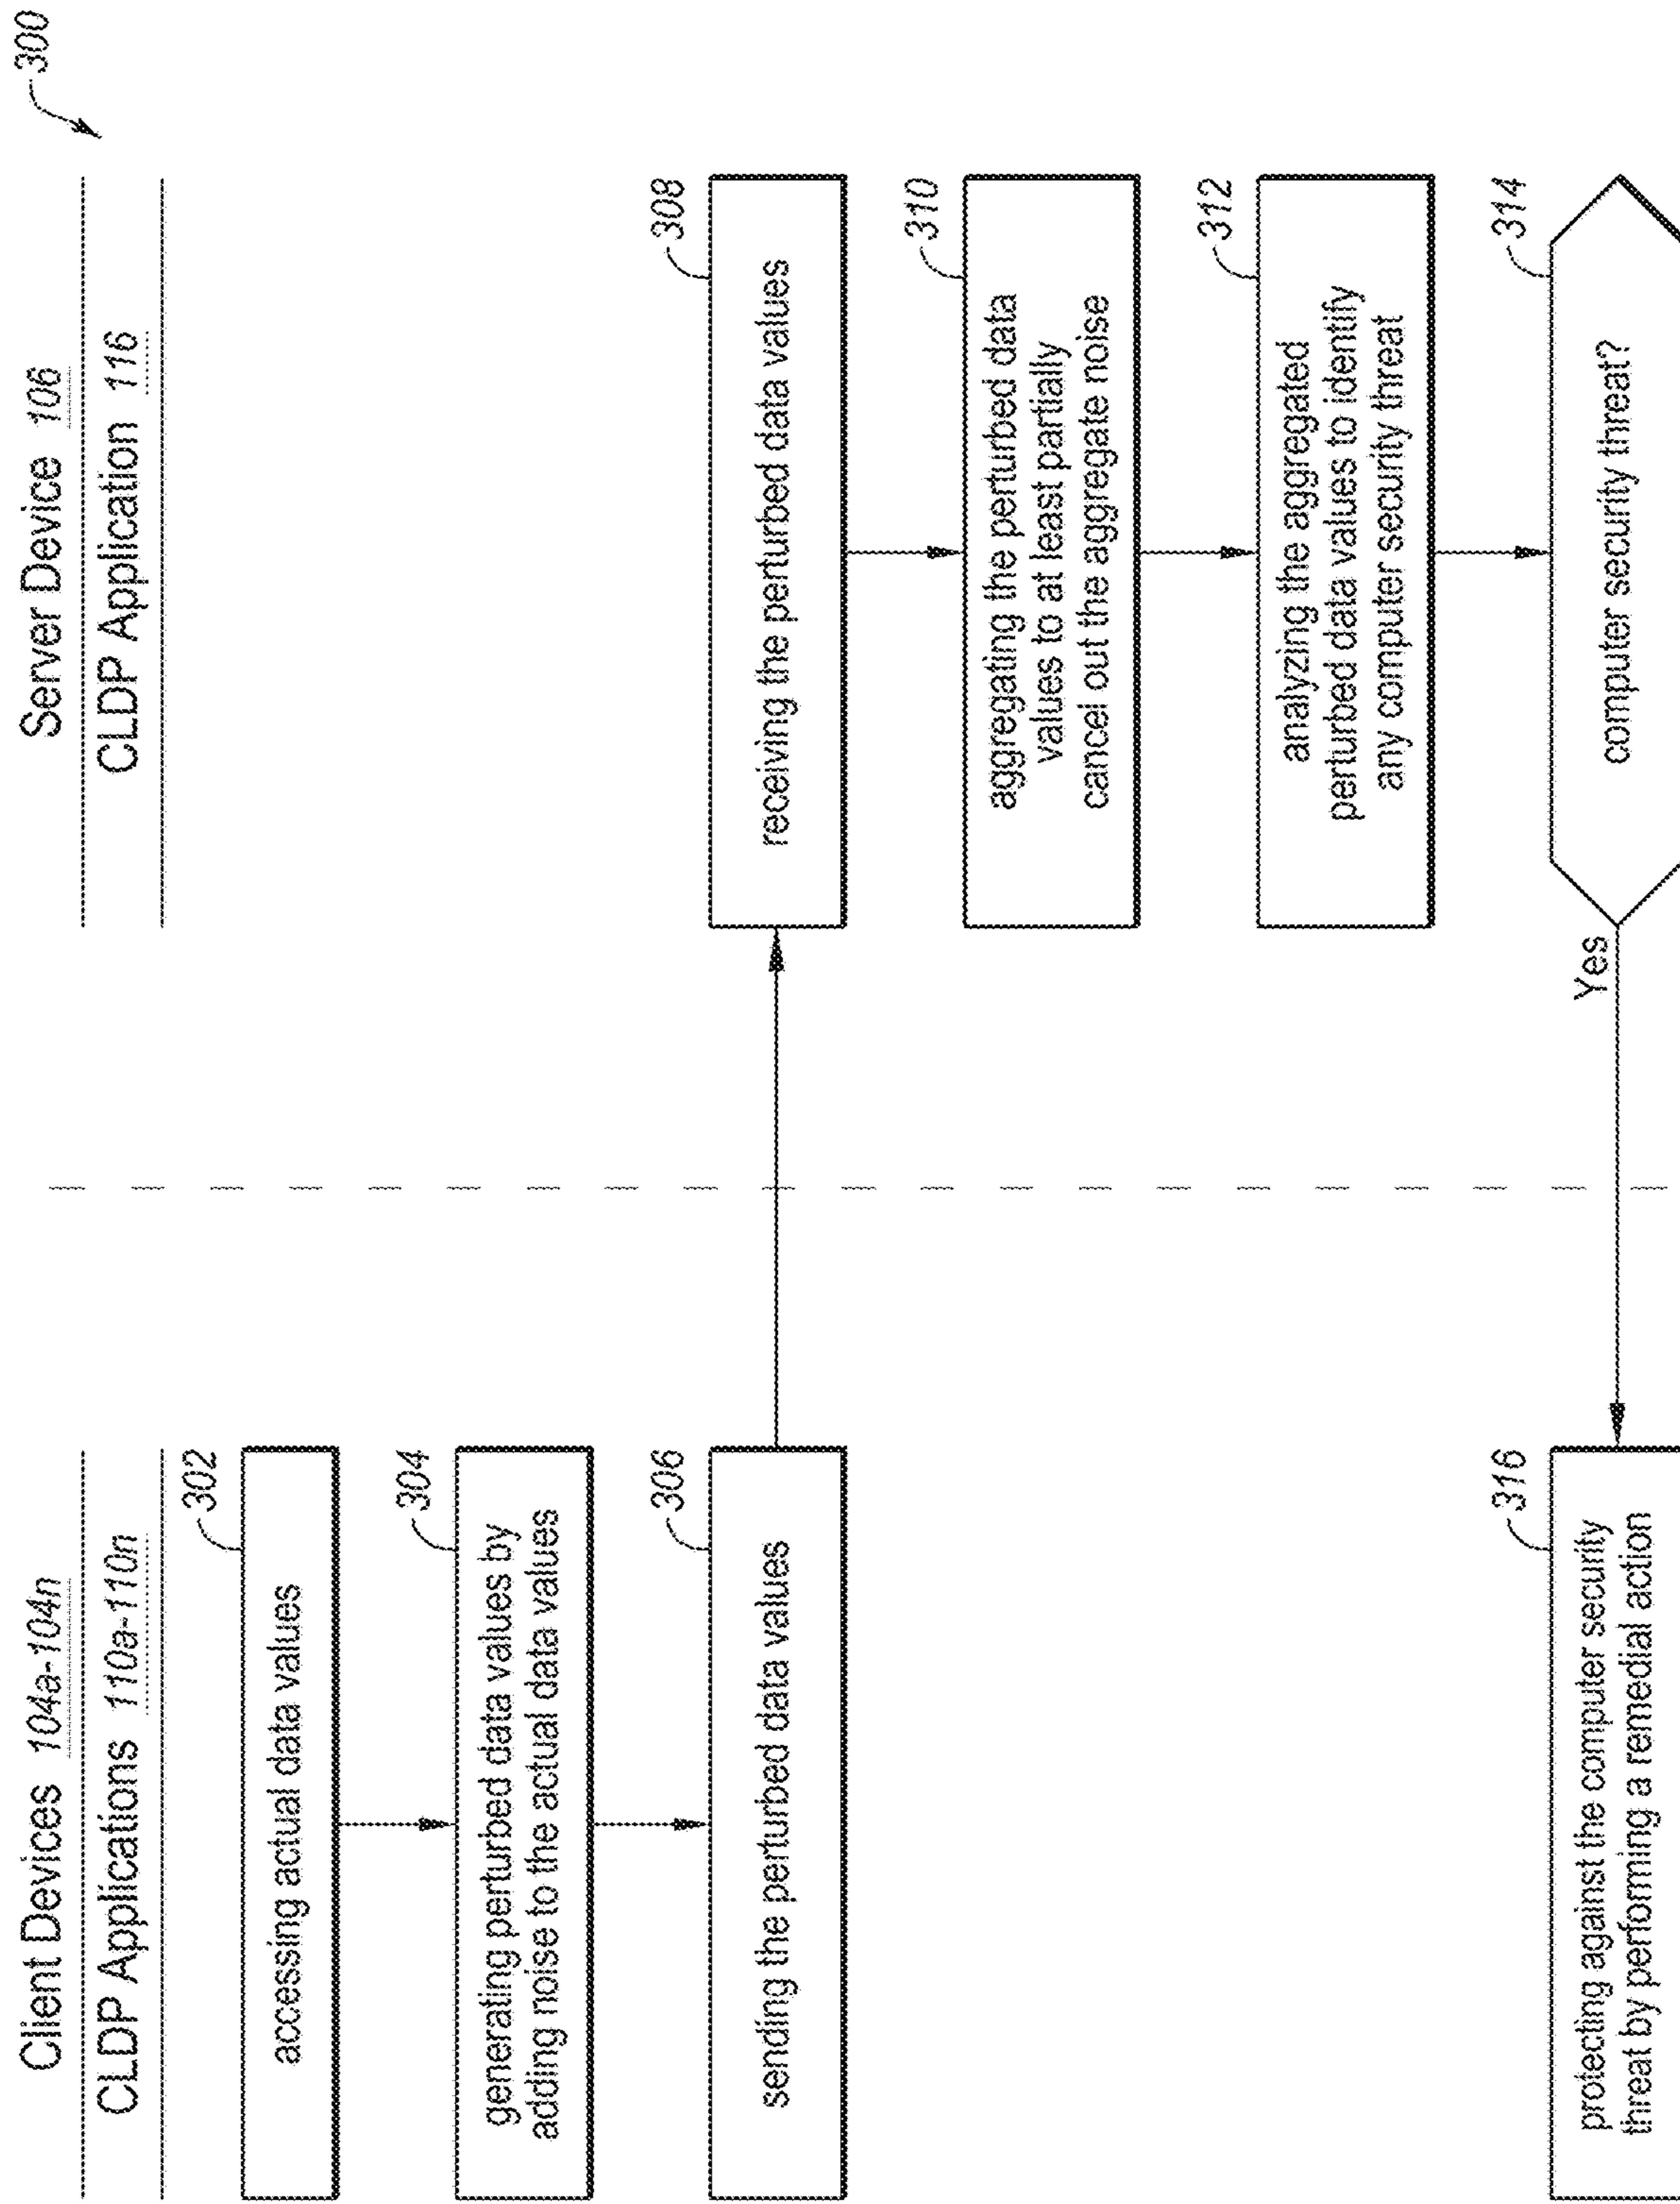 300
Client Devices 104a-104n
CLDP Applications 110a-110n
302
accessing actual data values
304
generating perturbed data values by
adding noise to the actual data values
306
sending the perturbed data values
Server Device 106
CLDP Application 116
308
receiving the perturbed data values
310
aggregating the perturbed data
values to at least partially
cancel out the aggregate noise
312
analyzing the aggregated
perturbed data values to identify
any computer security threat
314
computer security threat?
Yes
316
protecting against the computer security
threat by performing a remedial action